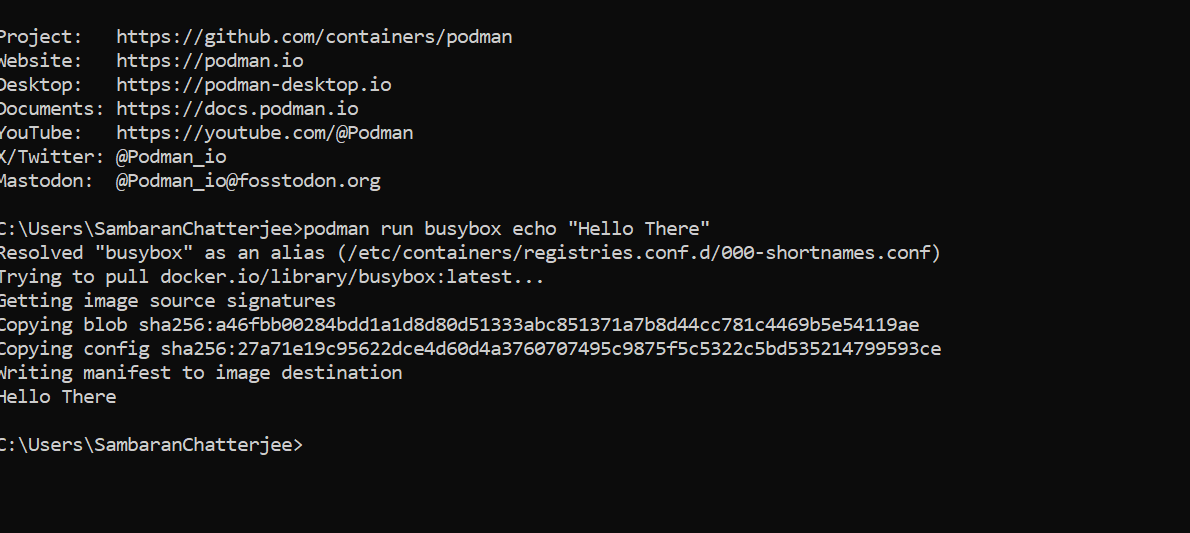 Project:   https://github.com/containers/podman
Website:   https://podman.io
Desktop:   https://podman-desktop.io
Documents: https://docs.podman.io
YouTube:   https://youtube.com/@Podman
X/Twitter: @Podman_io
Mastodon:  @Podman_io@fosstodon.org
C:\Users\SambaranChatterjee>podman run busybox echo "Hello There"
Resolved "busybox" as an alias (/etc/containers/registries.conf.d/000-shortnames.conf)
Trying to pull docker.io/library/busybox:latest...
Getting image source signatures
Copying blob sha256:a46fbb00284bdd1a1d8d80d51333abc851371a7b8d44cc781c4469b5e54119ae
Copying config sha256:27a71e19c95622dce4d60d4a3760707495c9875f5c5322c5bd535214799593ce
Writing manifest to image destination
Hello There
C:\Users\SambaranChatterjee>